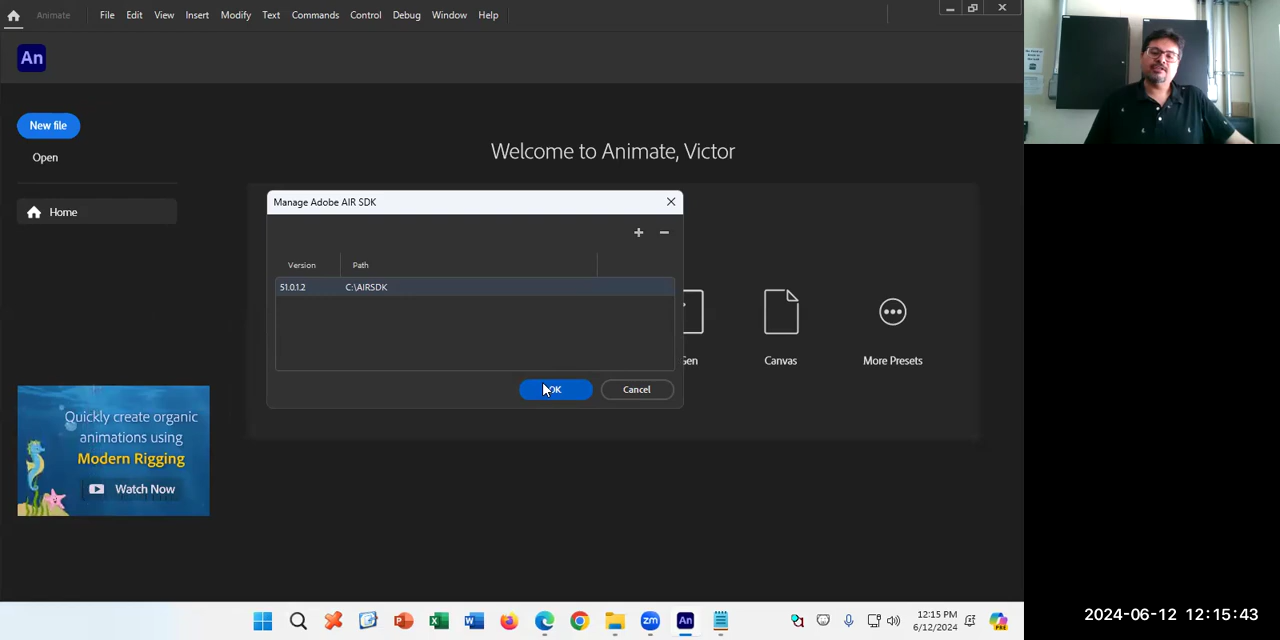 Animate File Edit View Insert Modify Text Commands Control Debug Window Help
An
New file
Open
Home
Welcome to Animate, Victor
Manage Adobe AIR SDK
Version Path
51.0.1.2 C:\AIRSDK
OK Cancel
Canvas
More Presets
Quickly create organic
animations using
Modern Rigging
Watch Now
zm An
12:15 PM
6/12/2024
PRE
2024-06-12 12:15:43